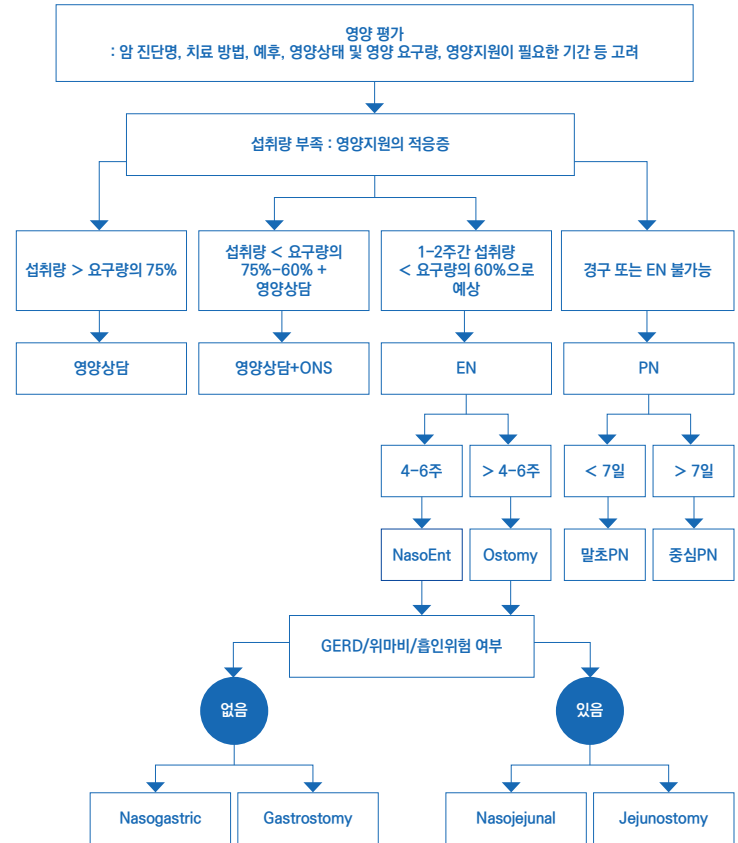 영양 평가
: 암 진단명, 치료 방법, 예후, 영양상태 및 영양 요구량, 영양지원이 필요한 기간 등 고려
섭취량 부족 : 영양지원의 적응증
섭취량 > 요구량의 75%
섭취량 < 요구량의
75%-60% +
영양상담
1-2주간 섭취량
< 요구량의 60%으로
예상
경구 또는 EN 불가능
영양상담
영양상담+ONS
EN
PN
4-6주
> 4-6주
< 7일
> 7일
NasoEnt
Ostomy
말초PN
중심PN
GERD/위마비/흡인위험 여부
없음
있음
Nasogastric
Gastrostomy
Nasojejunal
Jejunostomy